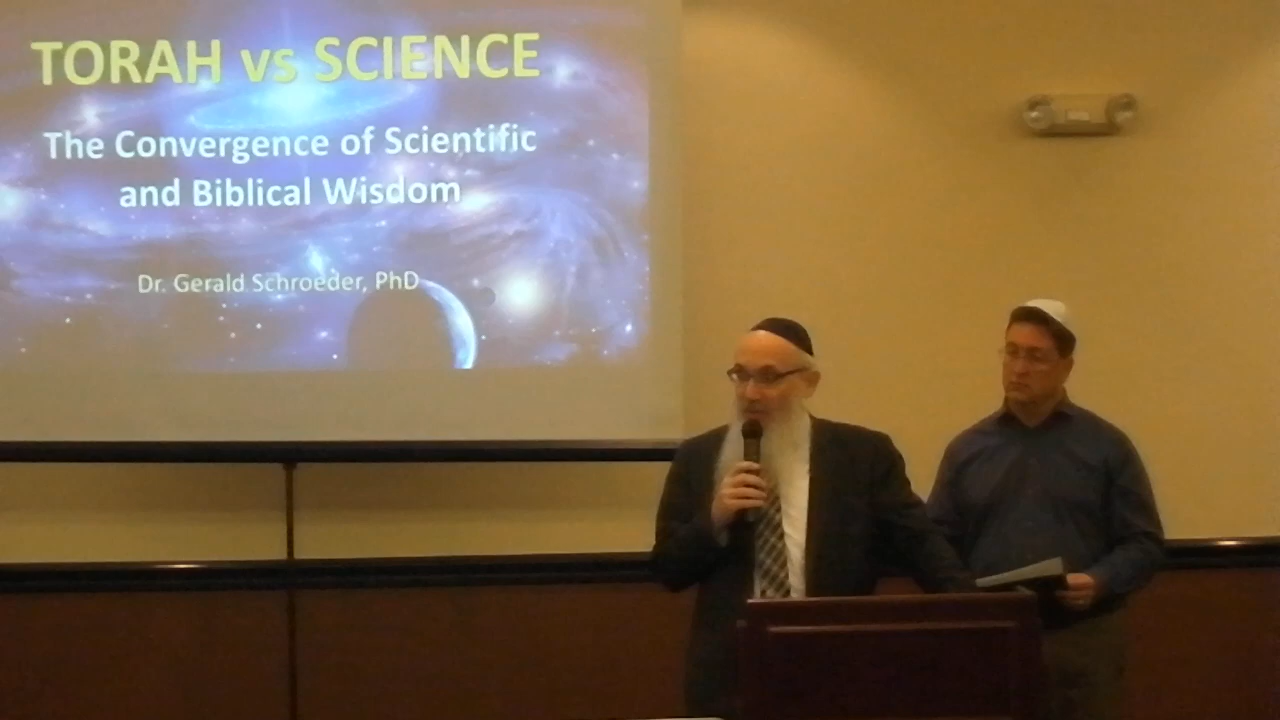 TORAH vs SCIENCE
The Convergence of Scientific
and Biblical Wisdom
Dr. Gerald Schroeder, PhD